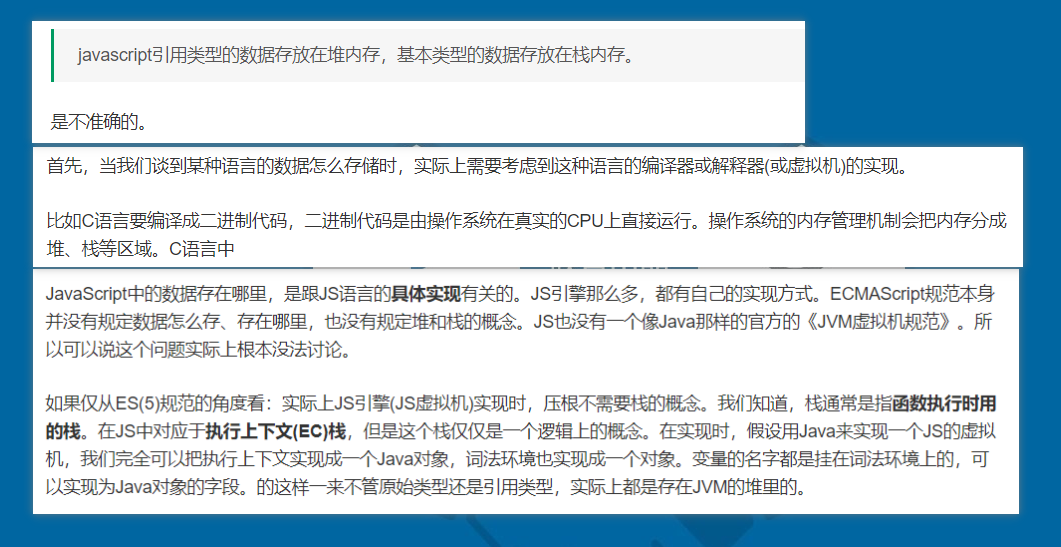 javascript引用类型的数据存放在堆内存，基本类型的数据存放在栈内存。
是不准确的。
首先，当我们谈到某种语言的数据怎么存储时，实际上需要考虑到这种语言的编译器或解释器(或虚拟机)的实现。
比如C语言要编译成二进制代码，二进制代码是由操作系统在真实的CPU上直接运行。操作系统的内存管理机制会把内存分成
堆、栈等区域。C语言中
JavaScript中的数据存在哪里，是跟JS语言的具体实现有关的。JS引擎那么多，都有自己的实现方式。ECMAScript规范本身
并没有规定数据怎么存、存在哪里，也没有规定堆和栈的概念。JS也没有一个像Java那样的官方的《JVM虚拟机规范》。所
以可以说这个问题实际上根本没法讨论。
如果仅从ES(5)规范的角度看：实际上JS引擎(JS虚拟机)实现时，压根不需要栈的概念。我们知道，栈通常是指函数执行时用
的栈。在JS中对应于执行上下文(EC)栈，但是这个栈仅仅是一个逻辑上的概念。在实现时，假设用Java来实现一个JS的虚拟
机，我们完全可以把执行上下文实现成一个Java对象，词法环境也实现成一个对象。变量的名字都是挂在词法环境上的，可
以实现为Java对象的字段。的这样一来不管原始类型还是引用类型，实际上都是存在JVM的堆里的。